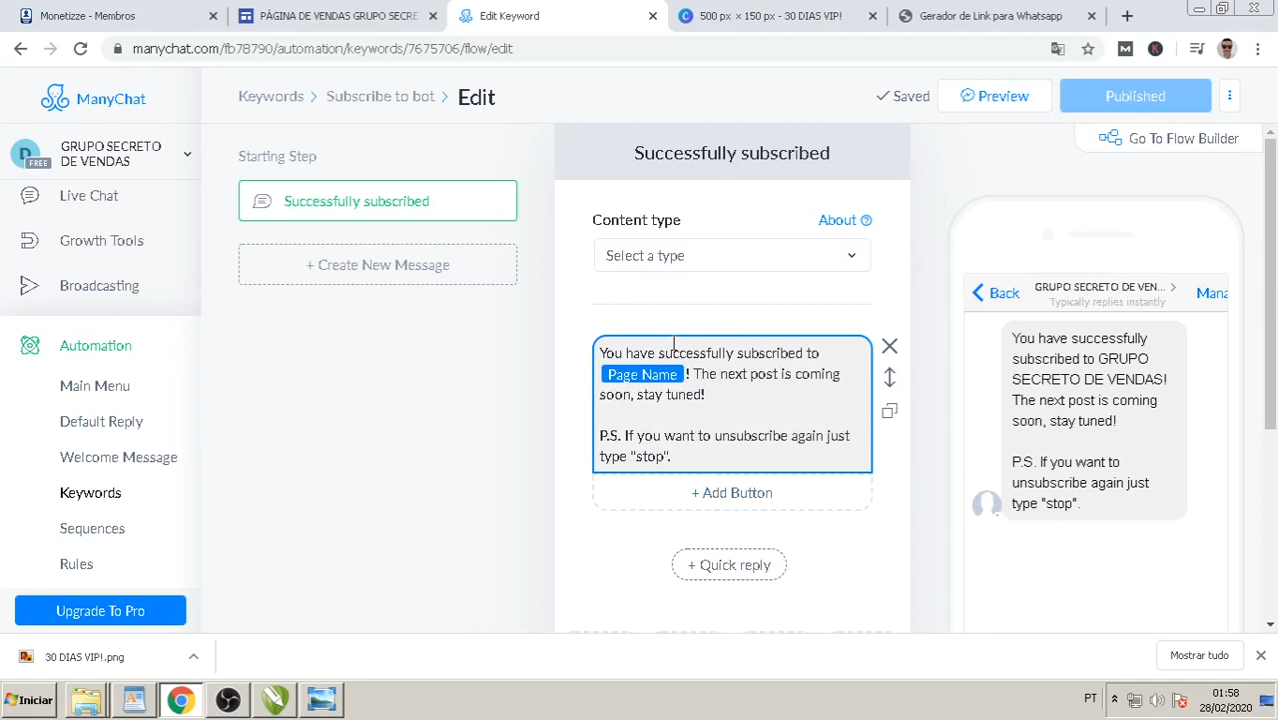 Monetizze - Membros
PÁGINA DE VENDAS GRUPO SECRE
Edit Keyword
500 px × 150 px - 30 DIAS VIP!
Gerador de Link para Whatsapp
manychat.com/fb78790/automation/keywords/7675706/flow/edit
M
K
ManyChat
Keywords > Subscribe to bot > Edit
Saved
Preview
Published
D
FREE
GRUPO SECRETO
DE VENDAS
Live Chat
Growth Tools
Broadcasting
Automation
Main Menu
Default Reply
Welcome Message
Keywords
Sequences
Rules
Upgrade To Pro
Starting Step
Successfully subscribed
+ Create New Message
Successfully subscribed
Content type
About
Select a type
You have successfully subscribed to
Page Name ! The next post is coming
soon, stay tuned!
P.S. If you want to unsubscribe again just
type "stop".
+ Add Button
+ Quick reply
Go To Flow Builder
Back
GRUPO SECRETO DE VEN... >
Typically replies instantly
Mana
You have successfully
subscribed to GRUPO
SECRETO DE VENDAS!
The next post is coming
soon, stay tuned!
P.S. If you want to
unsubscribe again just
type "stop".
30 DIAS VIP!.png
Mostrar tudo
Iniciar
PT
01:58
28/02/2020